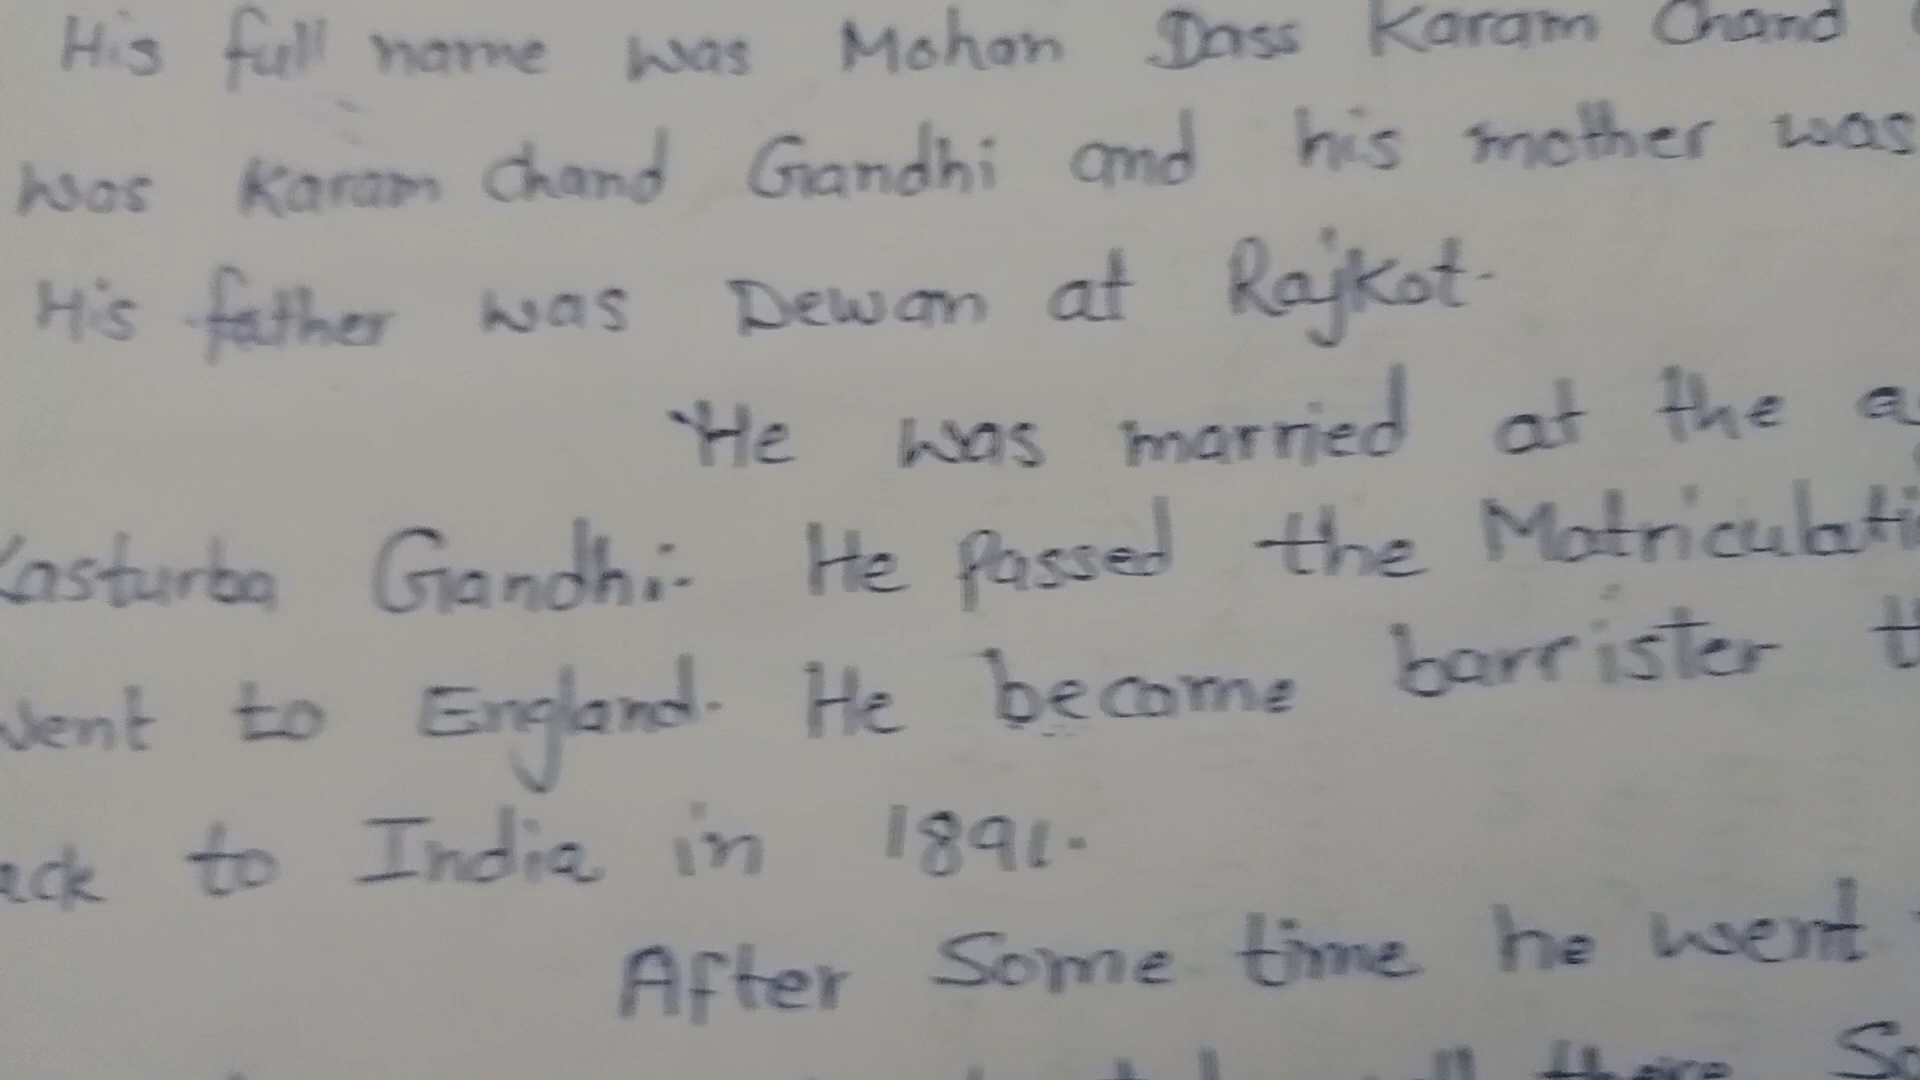 His full name was Mohan Dass Karam Chand
was Karam Chand Gandhi and his mother was
His father was Dewan at Rajkot.
He was married at the
Kasturba Gandhi. He Passed the Matriculati
went to England. He become barrister
ack to India in 1891.
After Some time he went